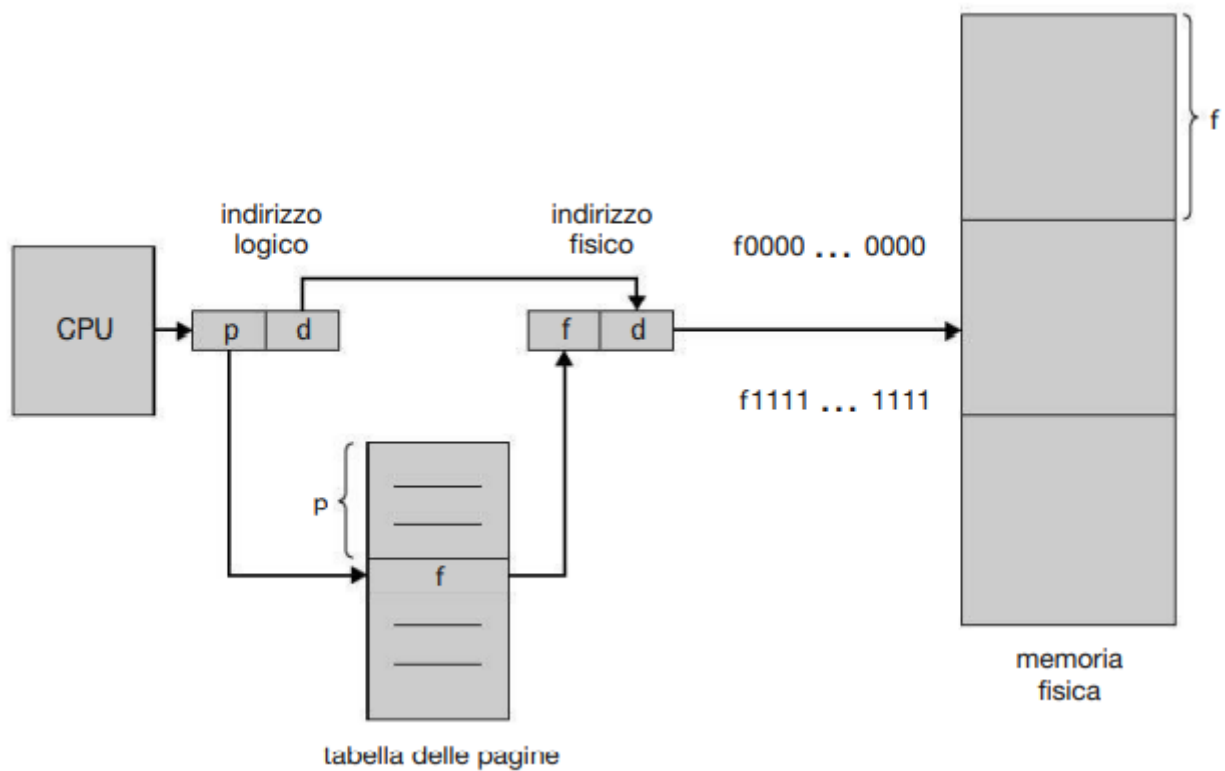 f
indirizzo
logico
indirizzo
fisico
f0000 ... 0000
CPU
p
d
f
d
f1111 ... 1111
p
f
memoria
fisica
tabella delle pagine